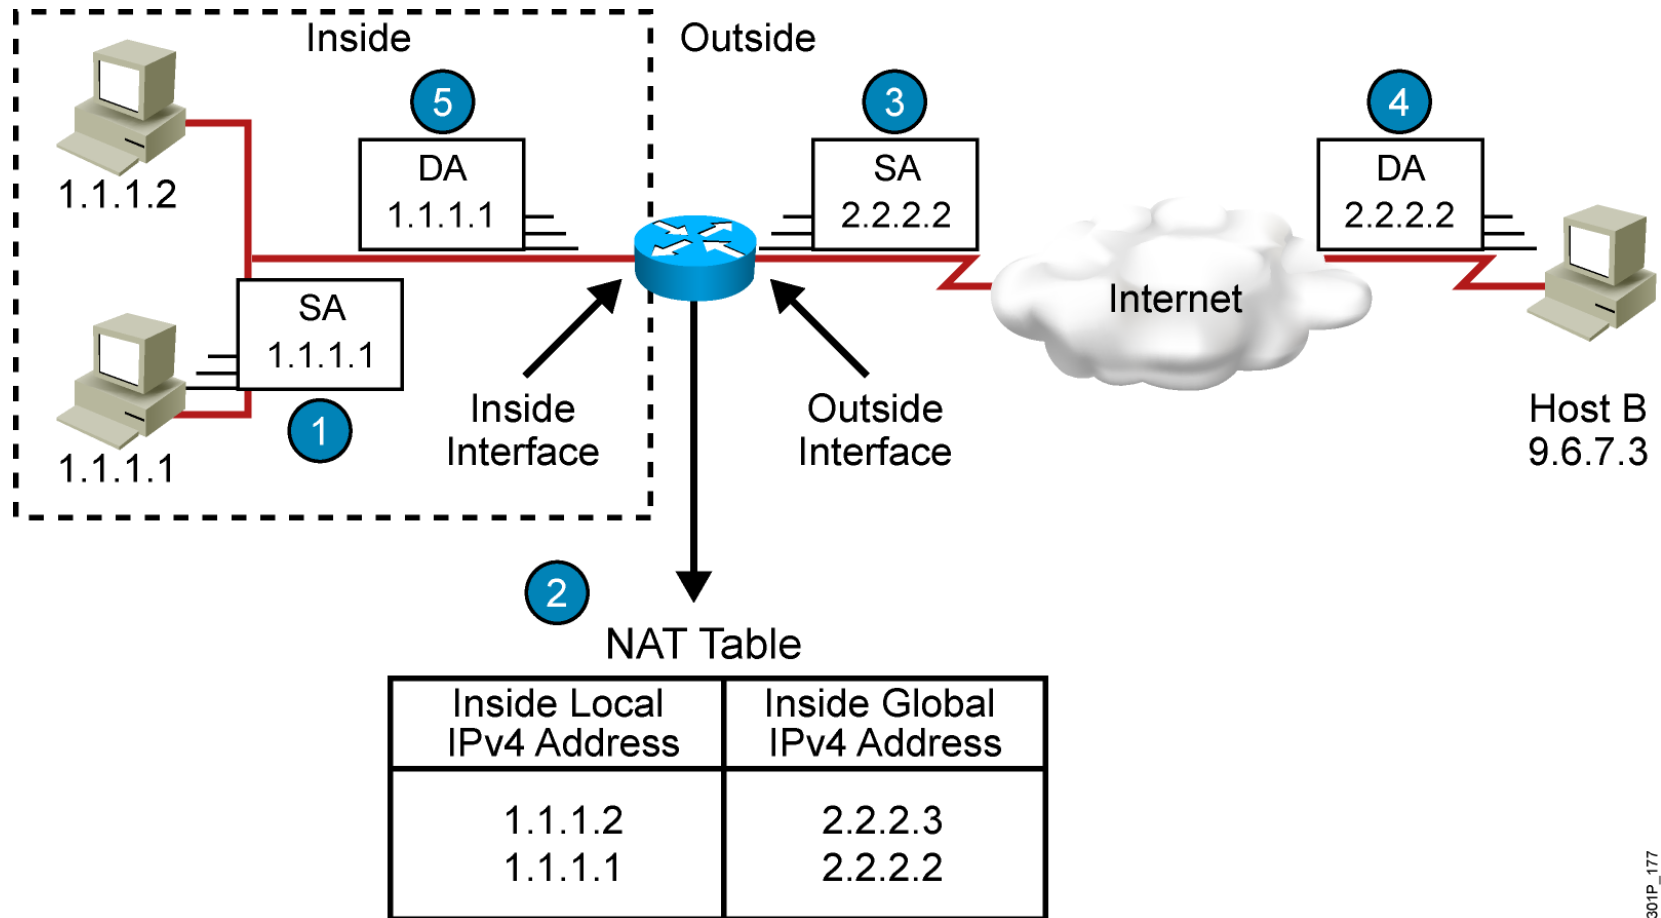 Inside
Outside
5
3
4
DA
1.1.1.1
SA
2.2.2.2
DA
2.2.2.2
1.1.1.2
SA
1.1.1.1
Internet
1
1.1.1.1
Inside
Interface
Outside
Interface
Host B
9.6.7.3
2
NAT Table
Inside Local
IPv4 Address
Inside Global
IPv4 Address
1.1.1.2
2.2.2.3
1.1.1.1
2.2.2.2
301P_177